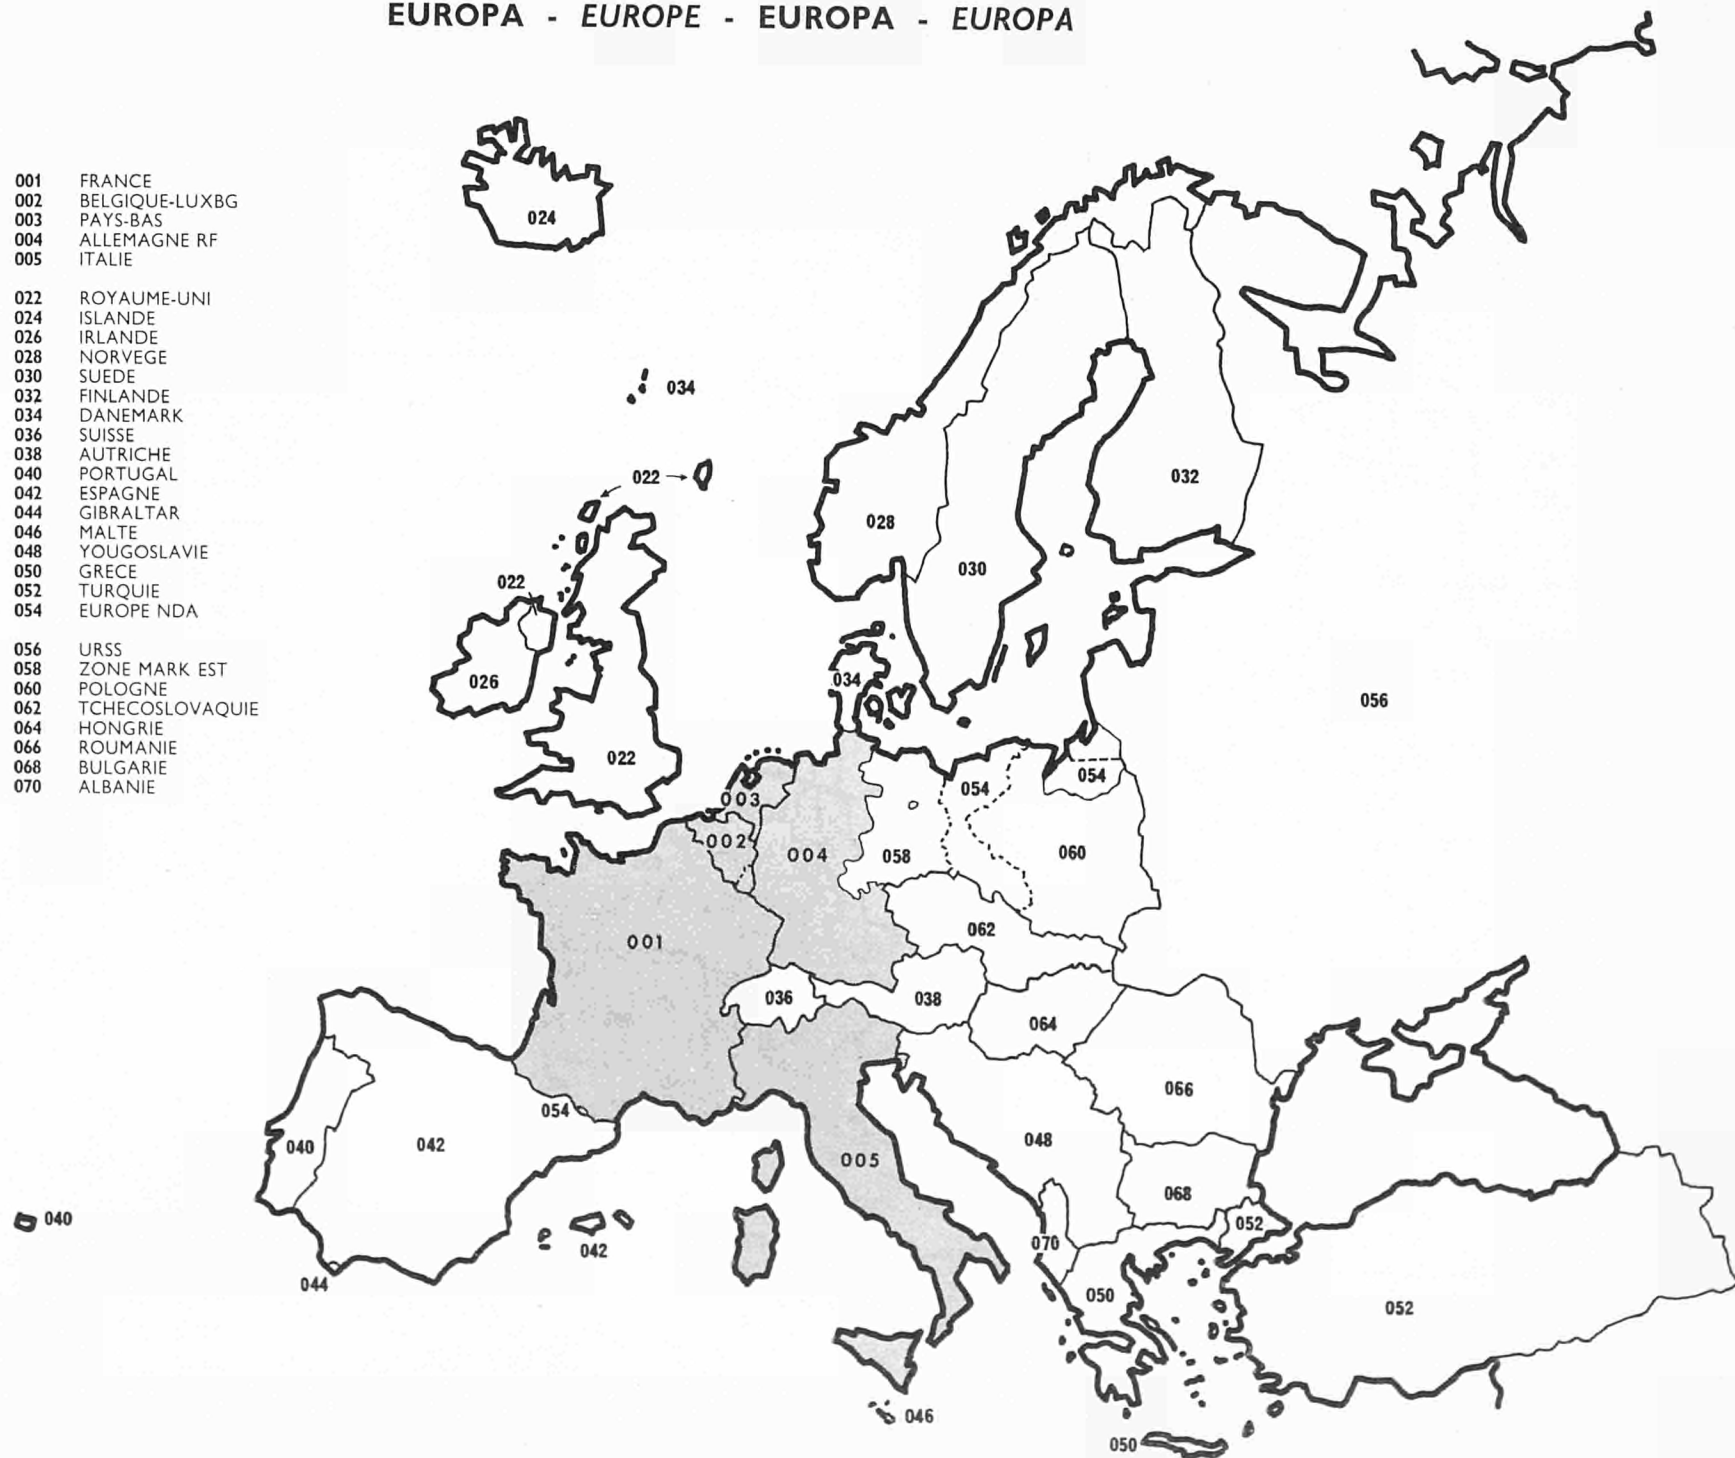 EUROPA - EUROPE - EUROPA - EUROPA
001 FRANCE
002 BELGIQUE-LUXBG
003 PAYS-BAS
004 ALLEMAGNE RF
005 ITALIE
022 ROYAUME-UNI
024 ISLANDE
026 IRLANDE
028 NORVEGE
030 SUEDE
032 FINLANDE
034 DANEMARK
036 SUISSE
038 AUTRICHE
040 PORTUGAL
042 ESPAGNE
044 GIBRALTAR
046 MALTE
048 YOUGOSLAVIE
050 GRECE
052 TURQUIE
054 EUROPE NDA
056 URSS
058 ZONE MARK EST
060 POLOGNE
062 TCHECOSLOVAQUIE
064 HONGRIE
066 ROUMANIE
068 BULGARIE
070 ALBANIE
024
034
022
032
028
030
022
026
034
056
022
054
054
003
002
004
058
060
062
001
036
038
064
066
054
048
040
042
005
068
040
052
070
042
044
050
052
046
050